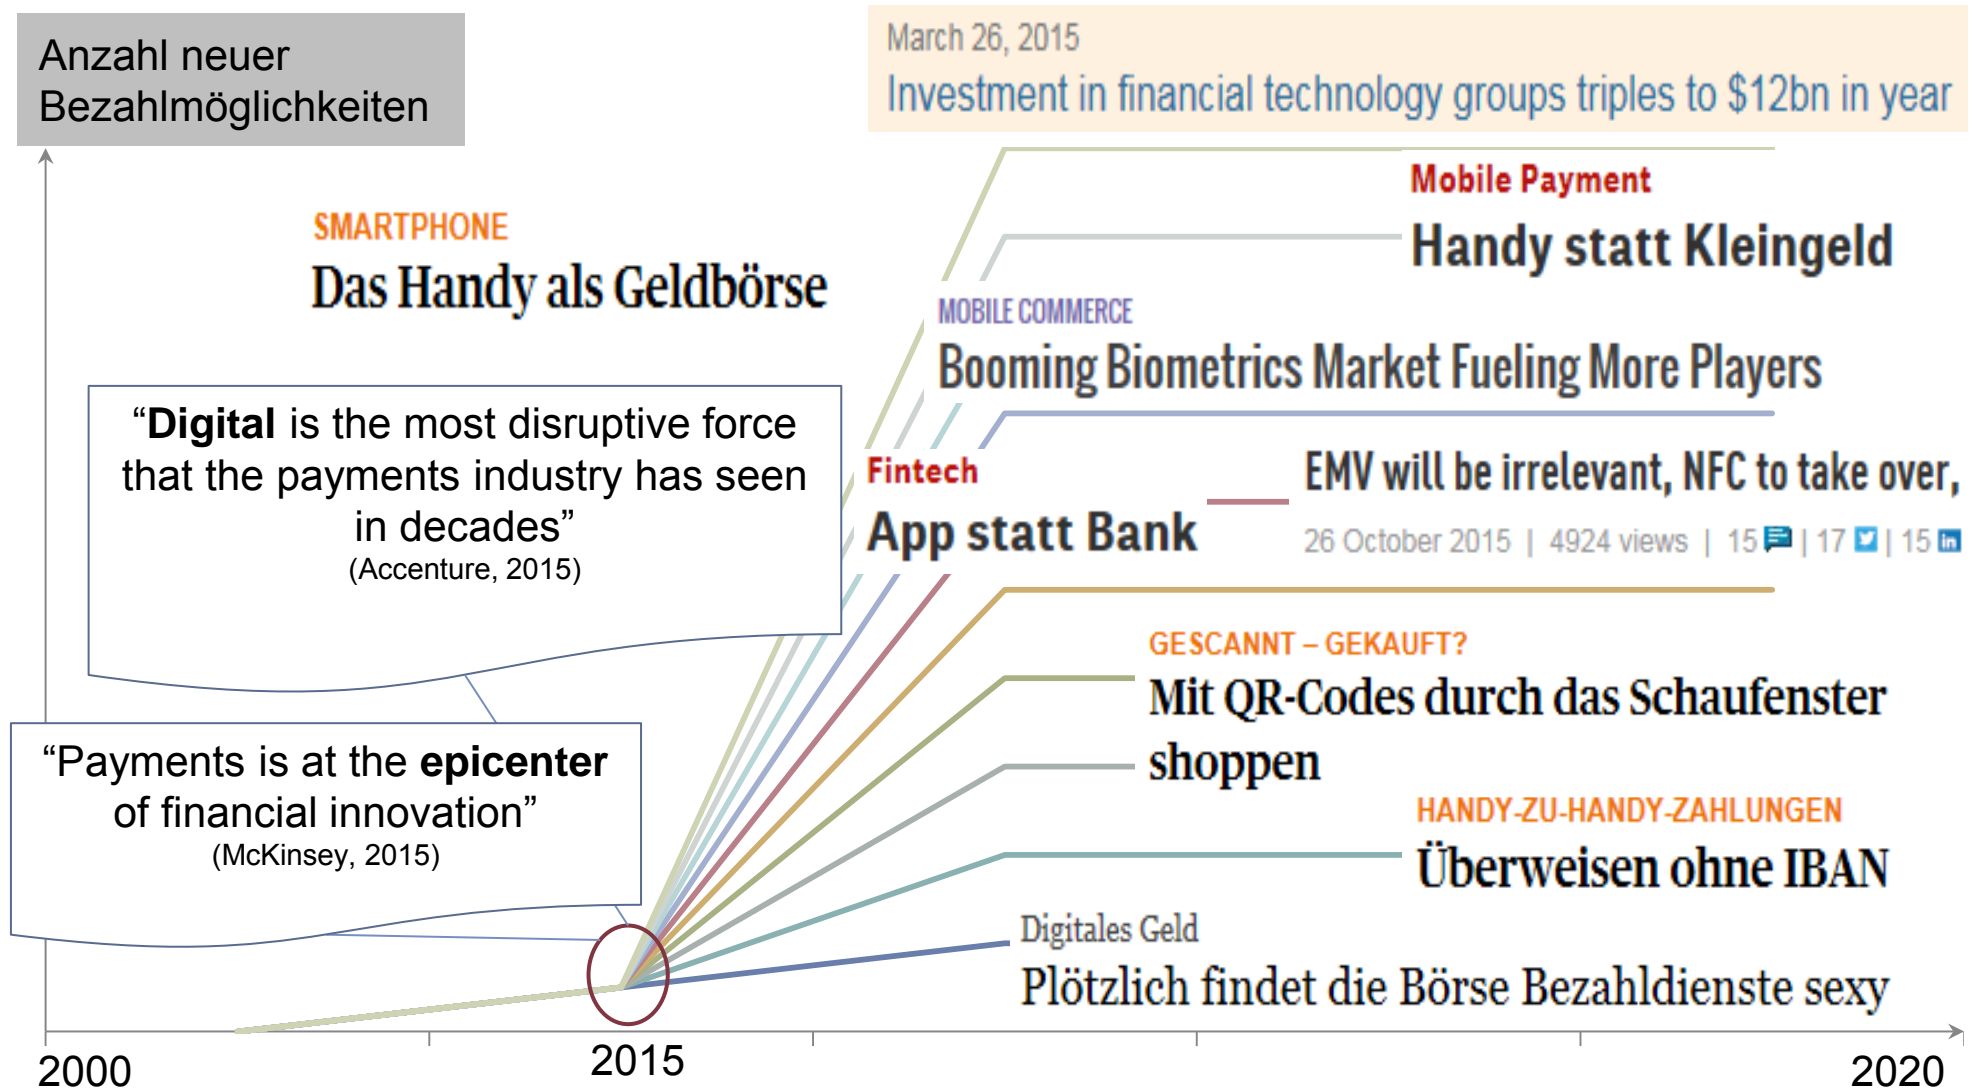 Anzahl neuer
Bezahlmöglichkeiten
March 26, 2015
Investment in financial technology groups triples to $12bn in year
Mobile Payment
Handy statt Kleingeld
SMARTPHONE
Das Handy als Geldbörse
MOBILE COMMERCE
Booming Biometrics Market Fueling More Players
“Digital is the most disruptive force
that the payments industry has seen
in decades”
(Accenture, 2015)
Fintech
App statt Bank
EMV will be irrelevant, NFC to take over,
26 October 2015 | 4924 views | 15 | 17 | 15 in
GESCANNT – GEKAUFT?
Mit QR-Codes durch das Schaufenster
shoppen
“Payments is at the epicenter
of financial innovation”
(McKinsey, 2015)
HANDY-ZU-HANDY-ZAHLUNGEN
Überweisen ohne IBAN
Digitales Geld
Plötzlich findet die Börse Bezahldienste sexy
2000
2015
2020